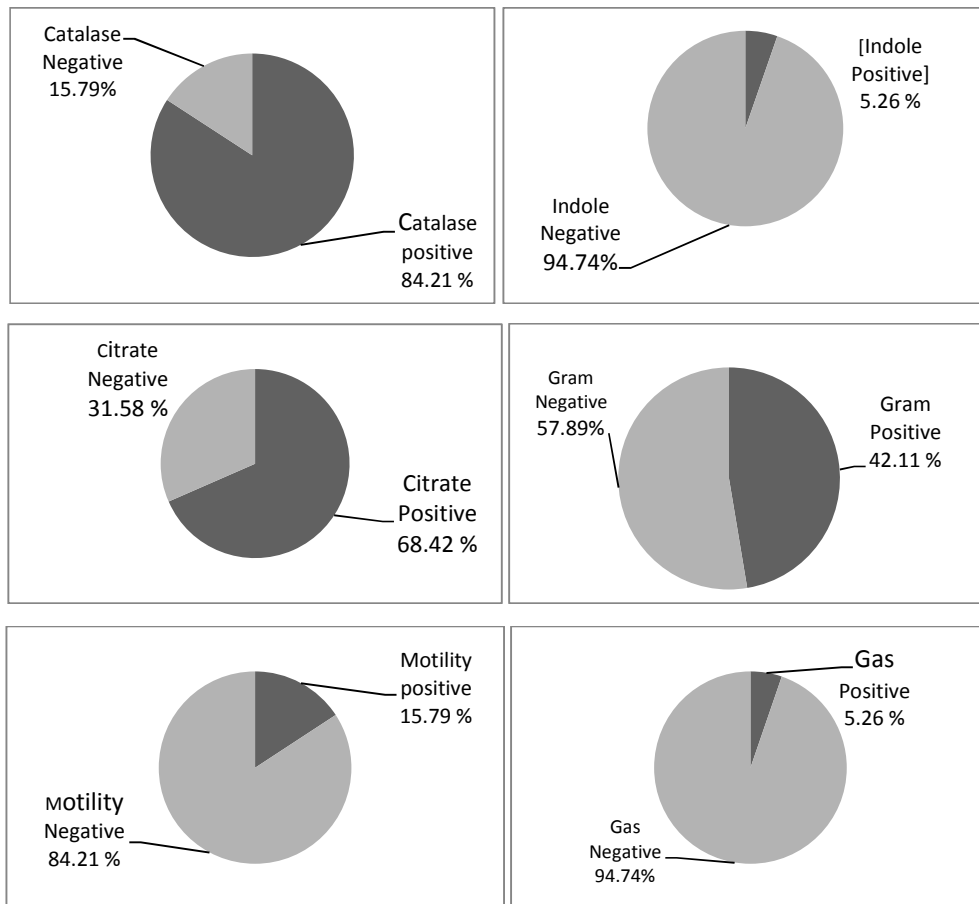 Catalase
Negative
15.79%
Catalase
positive
84.21 %
[Indole
Positive]
5.26 %
Indole
Negative
94.74%
Citrate
Negative
31.58 %
Citrate
Positive
68.42 %
Gram
Negative
57.89%
Gram
Positive
42.11 %
Motility
positive
15.79 %
Motility
Negative
84.21 %
Gas
Positive
5.26 %
Gas
Negative
94.74%